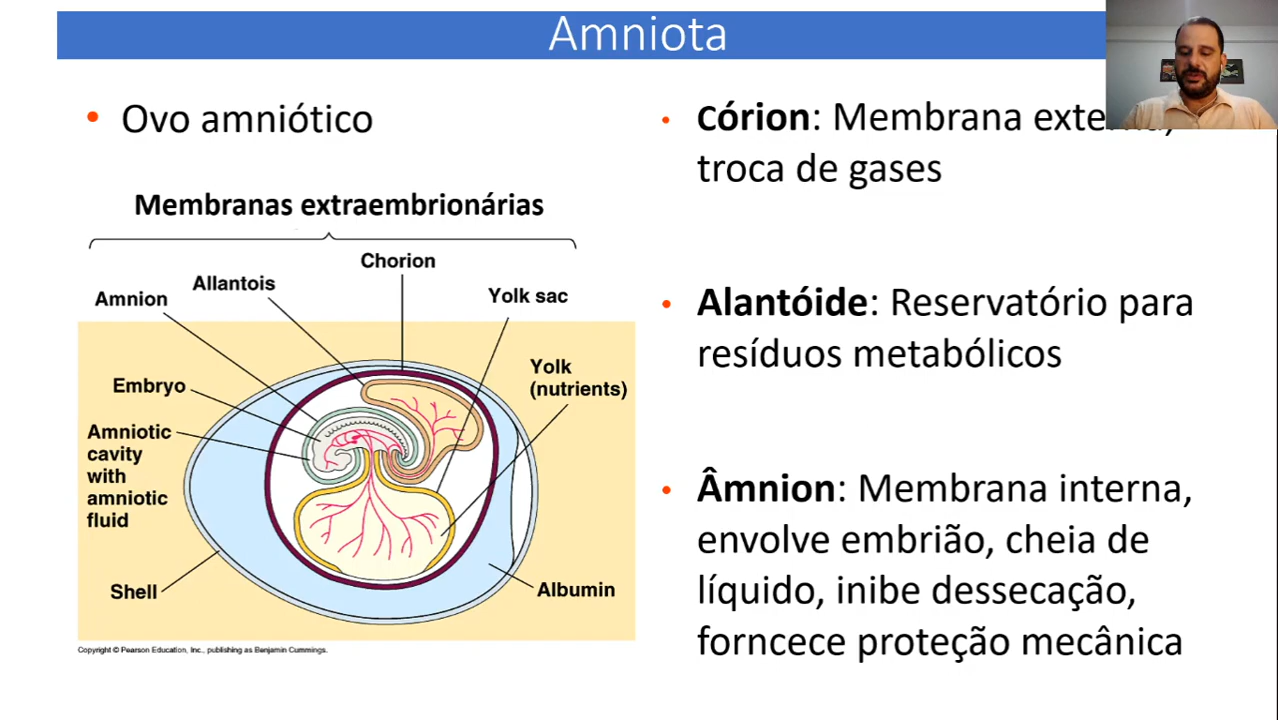 Amniota
Ovo amniótico
Membranas extraembrionárias
Chorion
Allantois
Amnion
Yolk sac
Yolk
(nutrients)
Embryo
Amniotic
cavity
with
amniotic
fluid
Shell
Albumin
Copyright © Pearson Education, Inc., publishing as Benjamin Cummings.
Córion: Membrana
troca de gases
Alantóide: Reservatório para
resíduos metabólicos
Âmnion: Membrana interna,
envolve embrião, cheia de
líquido, inibe dessecação,
forncece proteção mecânica